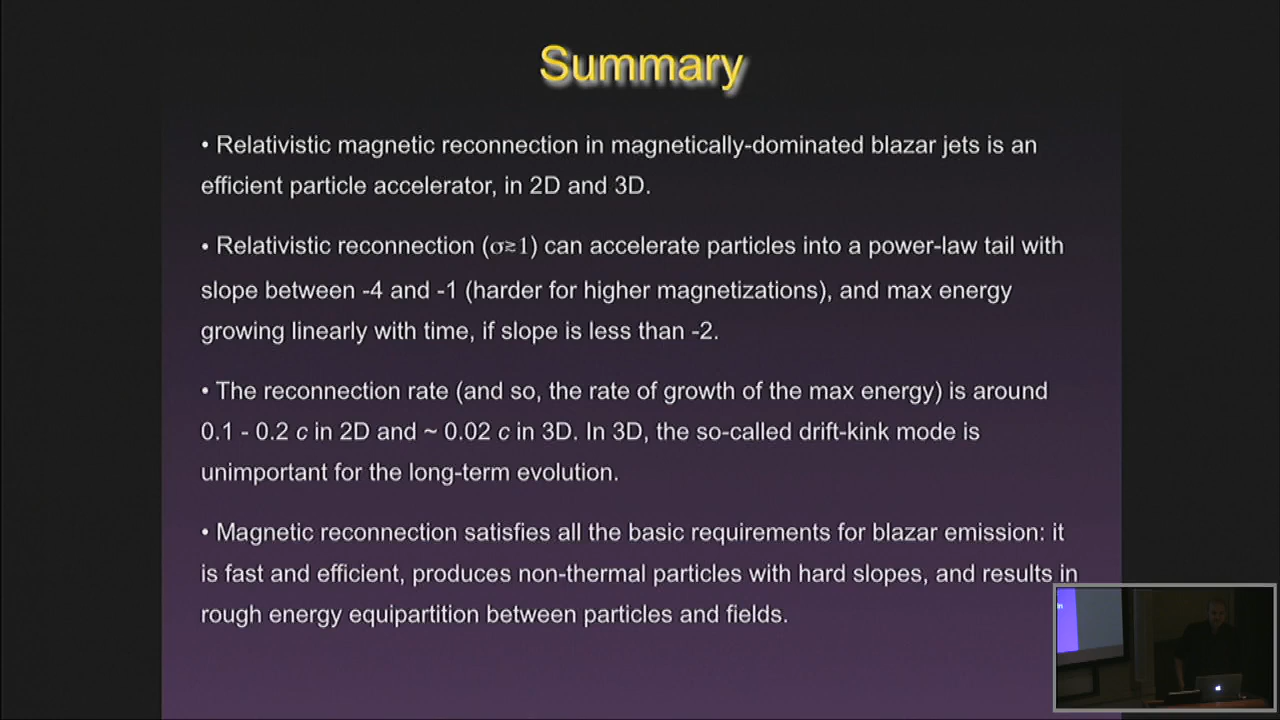 Summary
• Relativistic magnetic reconnection in magnetically-dominated blazar jets is an
efficient particle accelerator, in 2D and 3D.
• Relativistic reconnection (σ≳1) can accelerate particles into a power-law tail with
slope between -4 and -1 (harder for higher magnetizations), and max energy
growing linearly with time, if slope is less than -2.
• The reconnection rate (and so, the rate of growth of the max energy) is around
0.1 - 0.2 c in 2D and ~ 0.02 c in 3D. In 3D, the so-called drift-kink mode is
unimportant for the long-term evolution.
• Magnetic reconnection satisfies all the basic requirements for blazar emission: it
is fast and efficient, produces non-thermal particles with hard slopes, and results in
rough energy equipartition between particles and fields.